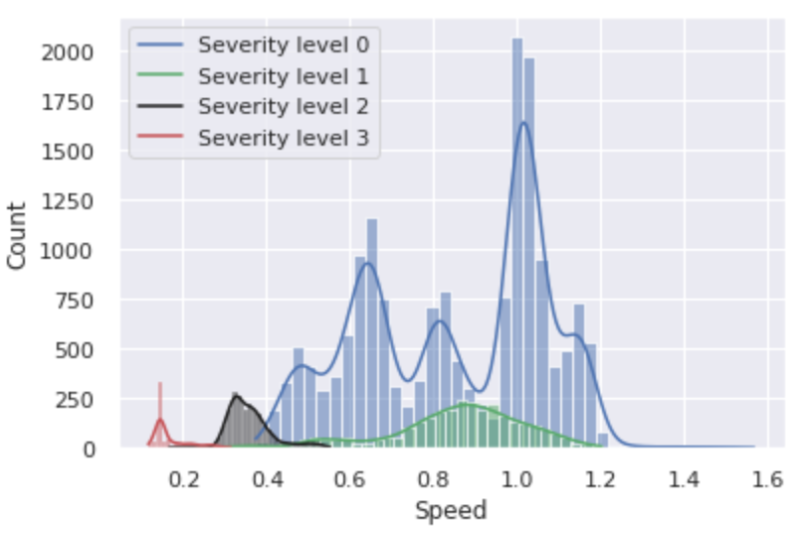 Severity level 0
Severity level 1
Severity level 2
Severity level 3
2000
1750
1500
1250
1000
750
500
250
0
Count
0.2 0.4 0.6 0.8 1.0 1.2 1.4 1.6
Speed